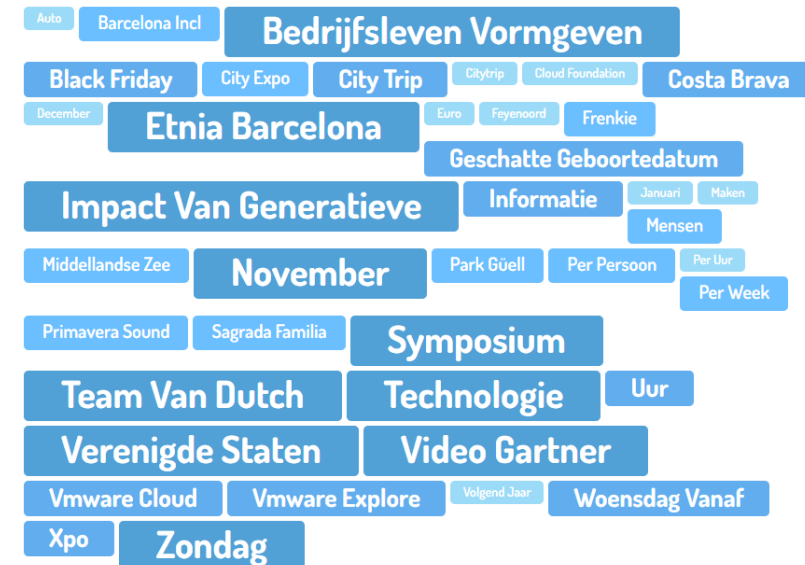 Auto Barcelona Incl Bedrijfsleven Vormgeven
Black Friday City Expo City Trip Citytrip Cloud Foundation Costa Brava
December Etnia Barcelona Euro Feyenoord Frenkie
Geschatte Geboortedatum
Impact Van Generatieve Informatie Januari Maken
Mensen
Middellandse Zee November Park Güell Per Persoon Per Uur
Per Week
Primavera Sound Sagrada Familia Symposium
Team Van Dutch Technologie Uur
Verenigde Staten Video Gartner
Vmware Cloud Vmware Explore Volgend Jaar Woensdag Vanaf
Xpo Zondag